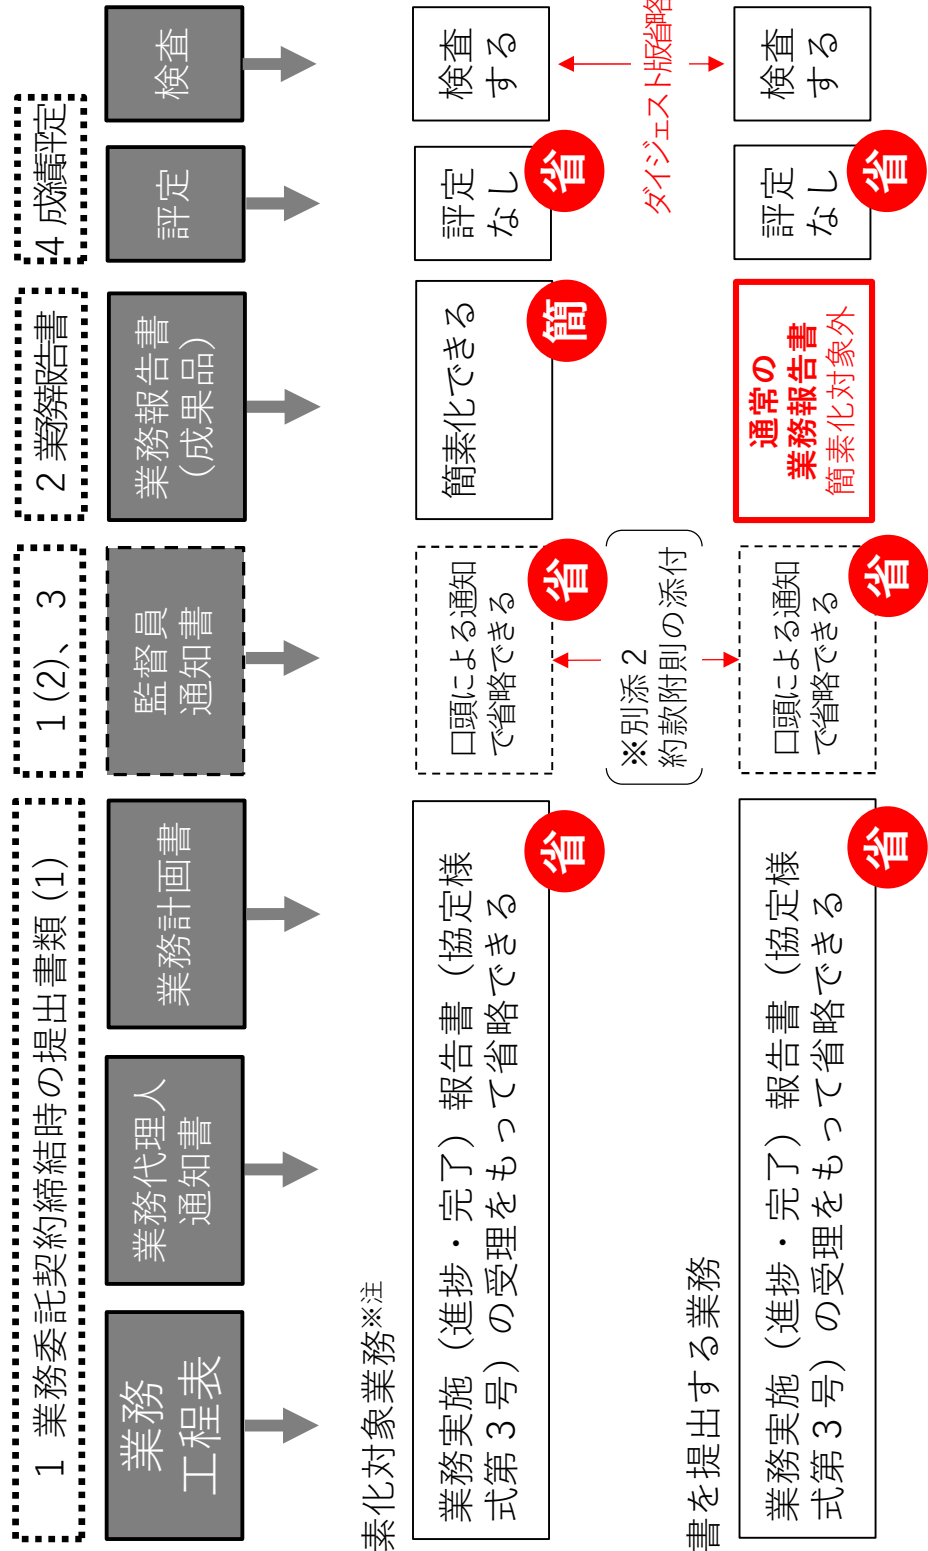 1 業務委託契約締結時の提出書類 (1)
1 (2)、3
2 業務報告書
4 成績評定
業務
工程表
業務代理人
通知書
業務計画書
監督員
通知書
業務報告書
(成果品)
評定
検査
素化対象業務※注
業務実施（進捗・完了）報告書（協定様
式第３号）の受理をもって省略できる
省
口頭による通知
で省略できる
省
簡素化できる
簡
評定
なし
省
検査
する
※別添２
約款附則の添付
ダイジェスト版省略
書を提出する業務
業務実施（進捗・完了）報告書（協定様
式第３号）の受理をもって省略できる
省
口頭による通知
で省略できる
省
通常の
業務報告書
簡素化対象外
評定
なし
省
検査
する